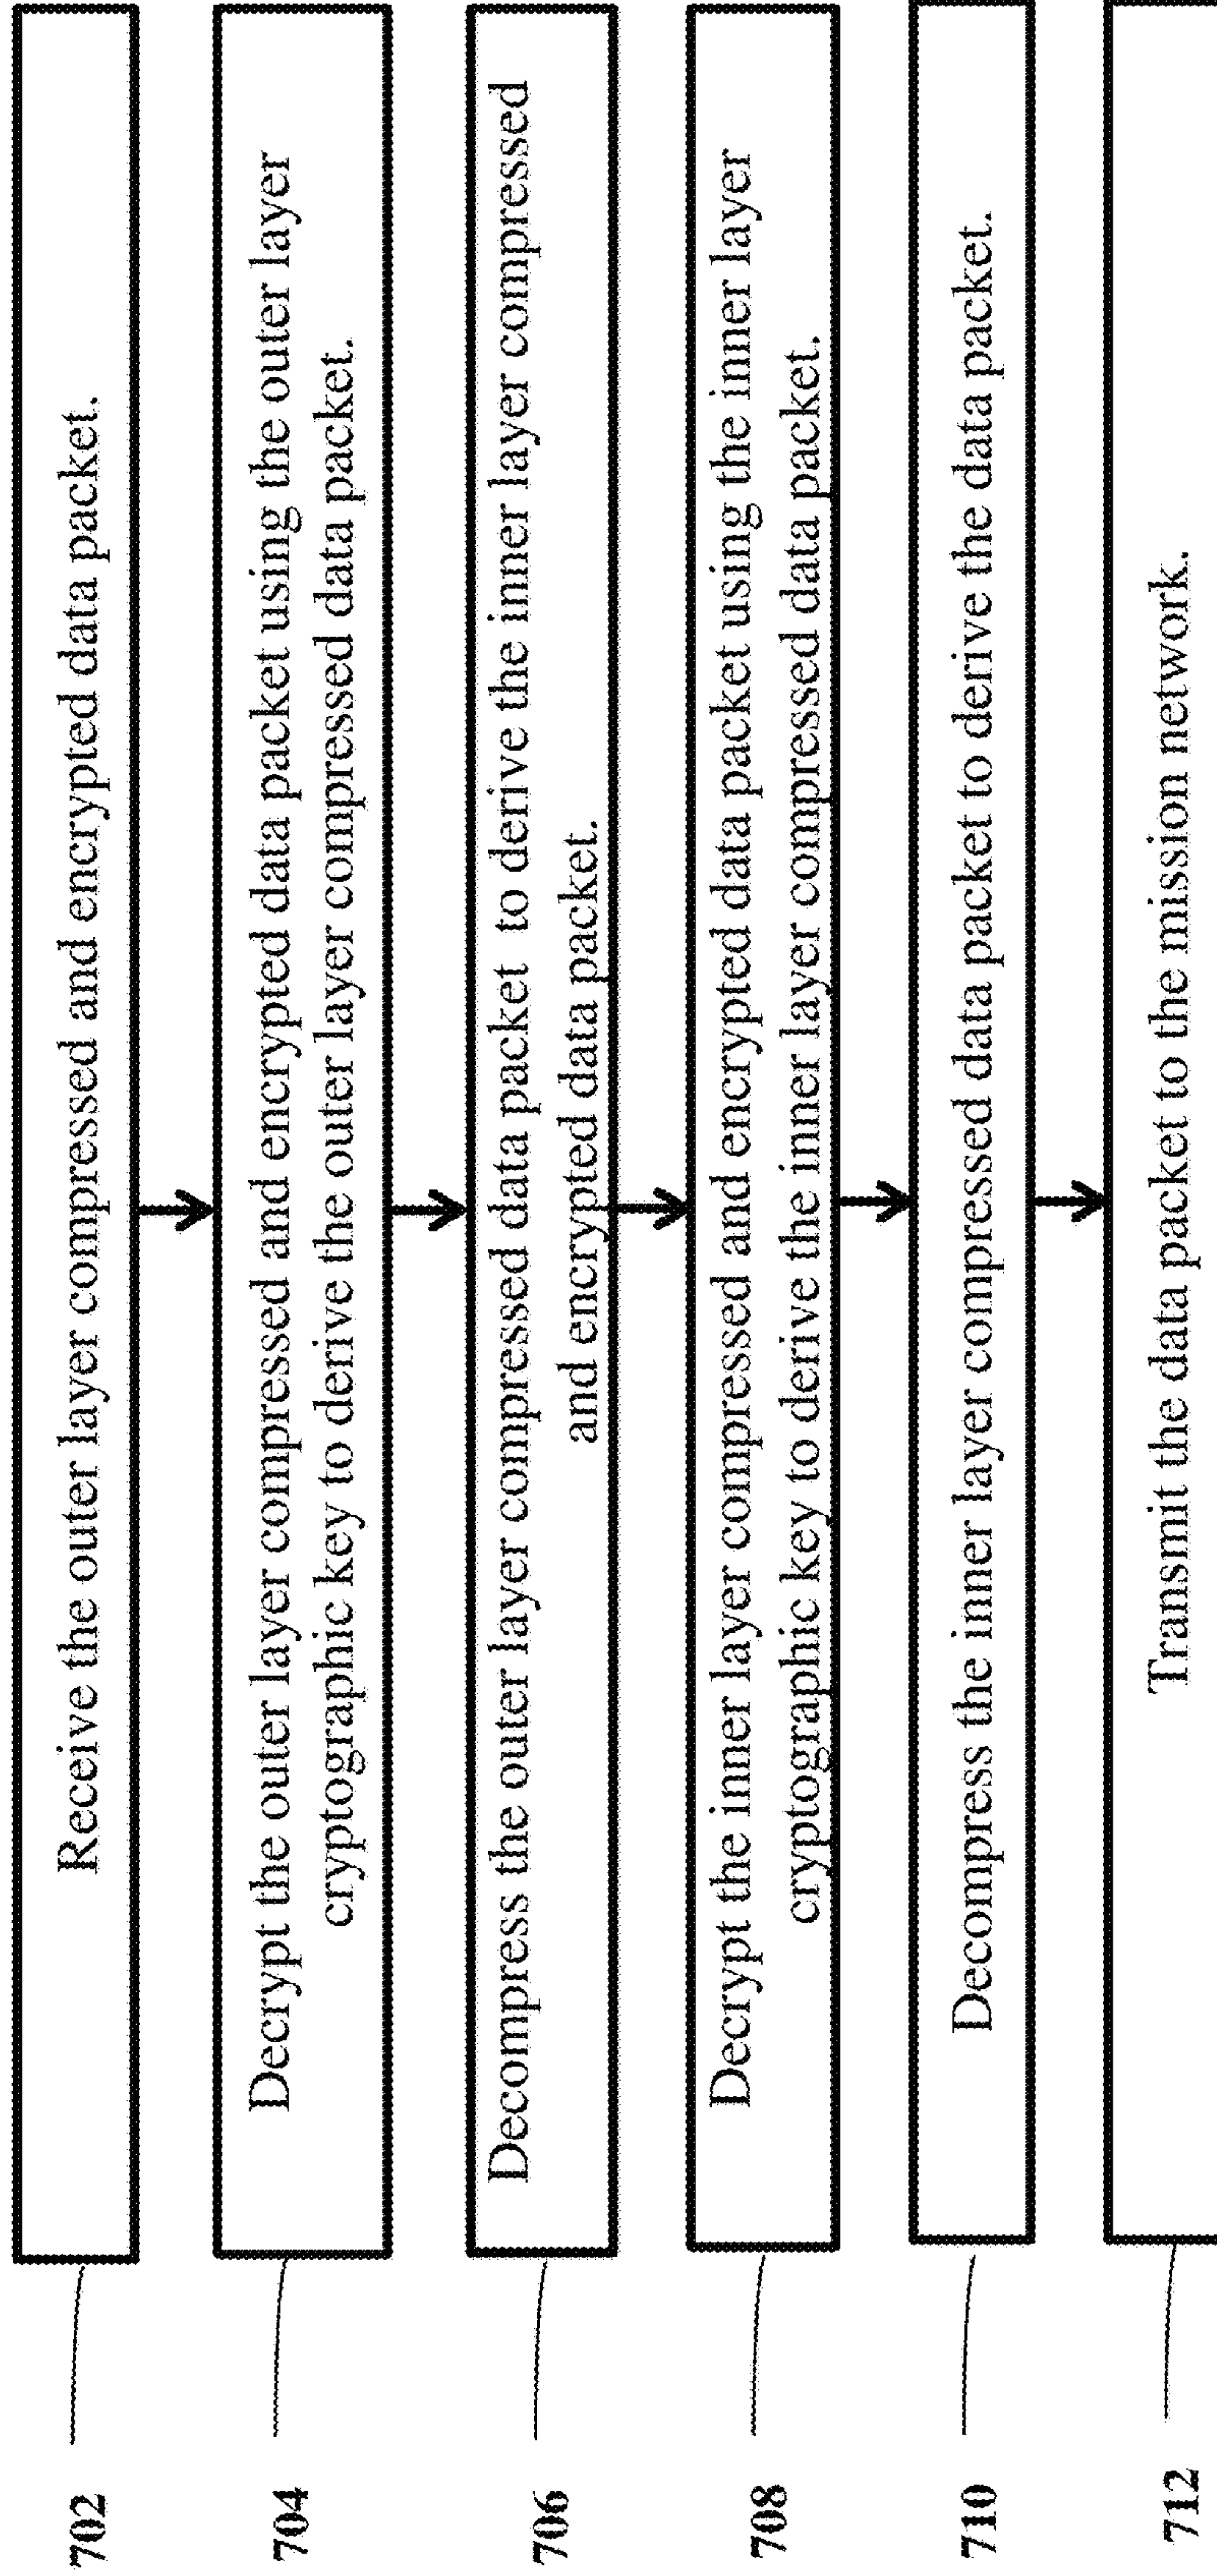 702
Receive the outer layer compressed and encrypted data packet.
704
Decrypt the outer layer compressed and encrypted data packet using the outer layer
cryptographic key to derive the outer layer compressed data packet.
706
Decompress the outer layer compressed data packet to derive the inner layer compressed
and encrypted data packet.
708
Decrypt the inner layer compressed and encrypted data packet using the inner layer
cryptographic key to derive the inner layer compressed data packet.
710
Decompress the inner layer compressed data packet to derive the data packet.
712
Transmit the data packet to the mission network.